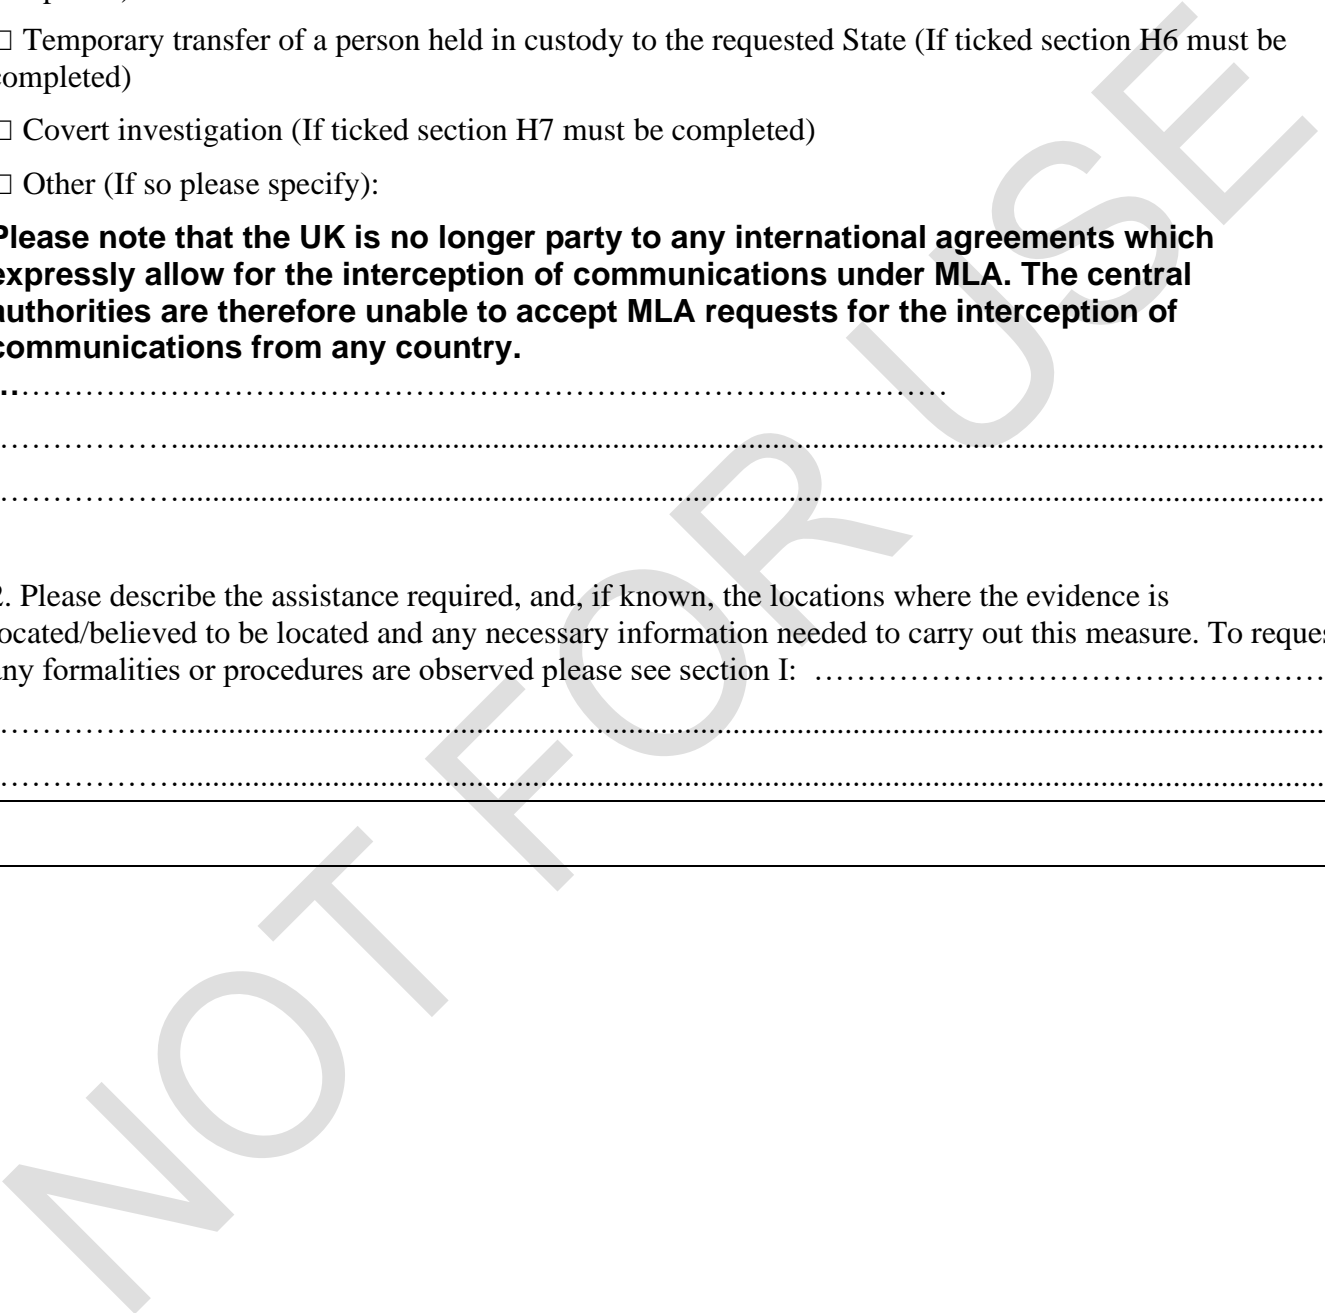 □ Temporary transfer of a person held in custody to the requested State (If ticked section H6 must be
completed)
□ Covert investigation (If ticked section H7 must be completed)
□ Other (If so please specify):
Please note that the UK is no longer party to any international agreements which
expressly allow for the interception of communications under MLA. The central
authorities are therefore unable to accept MLA requests for the interception of
communications from any country.
...…………………………………………………………………………….
………………...............................................................................................................................
………………...............................................................................................................................
2. Please describe the assistance required, and, if known, the locations where the evidence is
located/believed to be located and any necessary information needed to carry out this measure. To reques
any formalities or procedures are observed please see section I: …………………………………………
………………...............................................................................................................................
………………...............................................................................................................................
NOT FOR USE